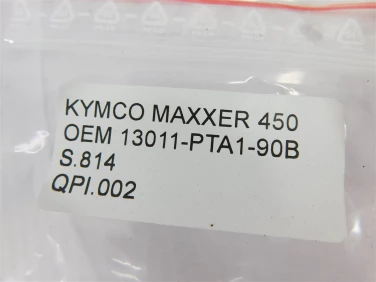 KYMCO MAXXER 450
OEM 13011-PTA1-90B
S.814
QPI.002